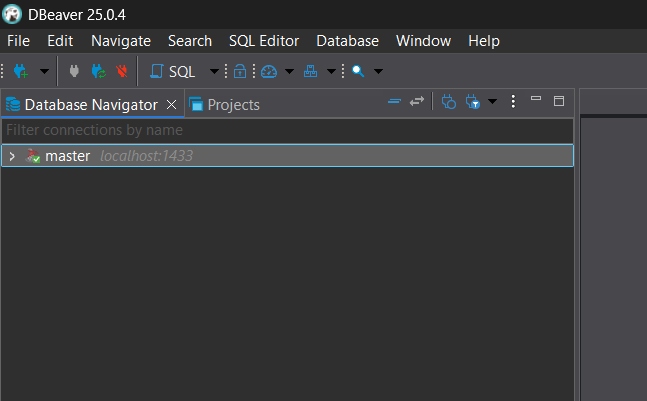 DBeaver 25.0.4
File Edit Navigate Search SQL Editor Database Window Help
SQL
Database Navigator Projects
Filter connections by name
master localhost:1433